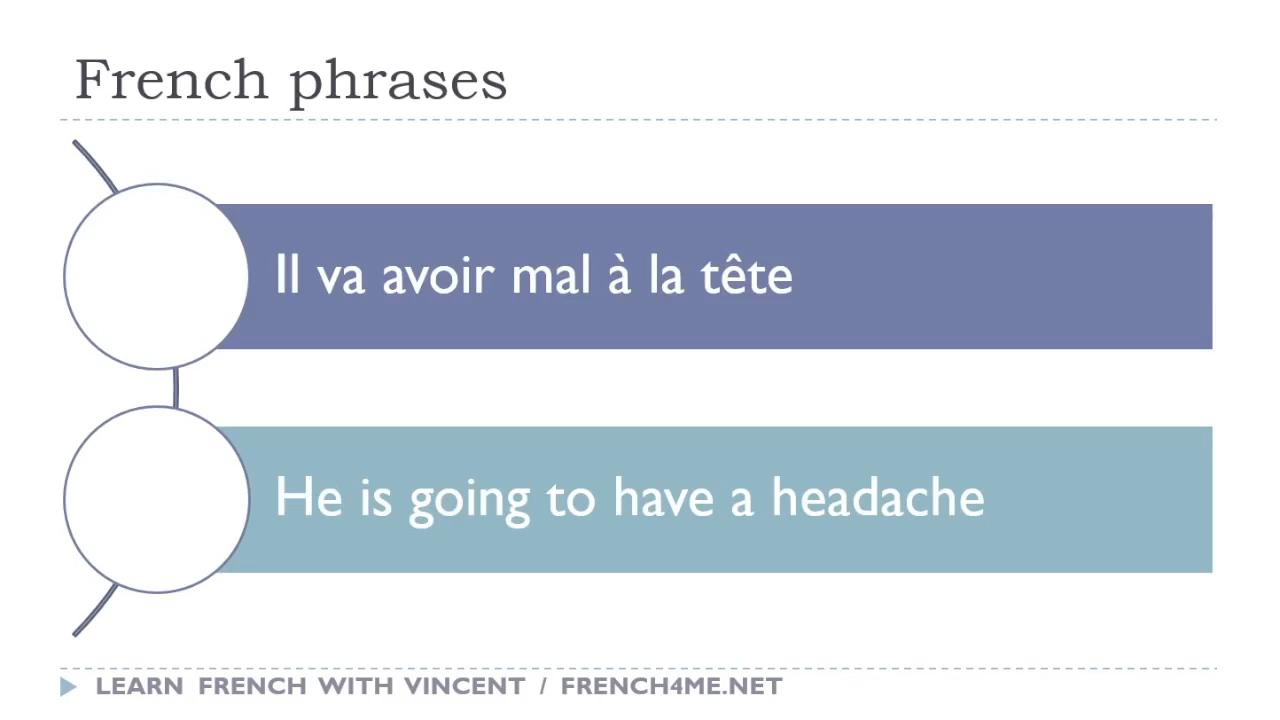 French phrases
Il va avoir mal à la tête
He is going to have a headache
LEARN FRENCH WITH VINCENT / FRENCH4ME.NET